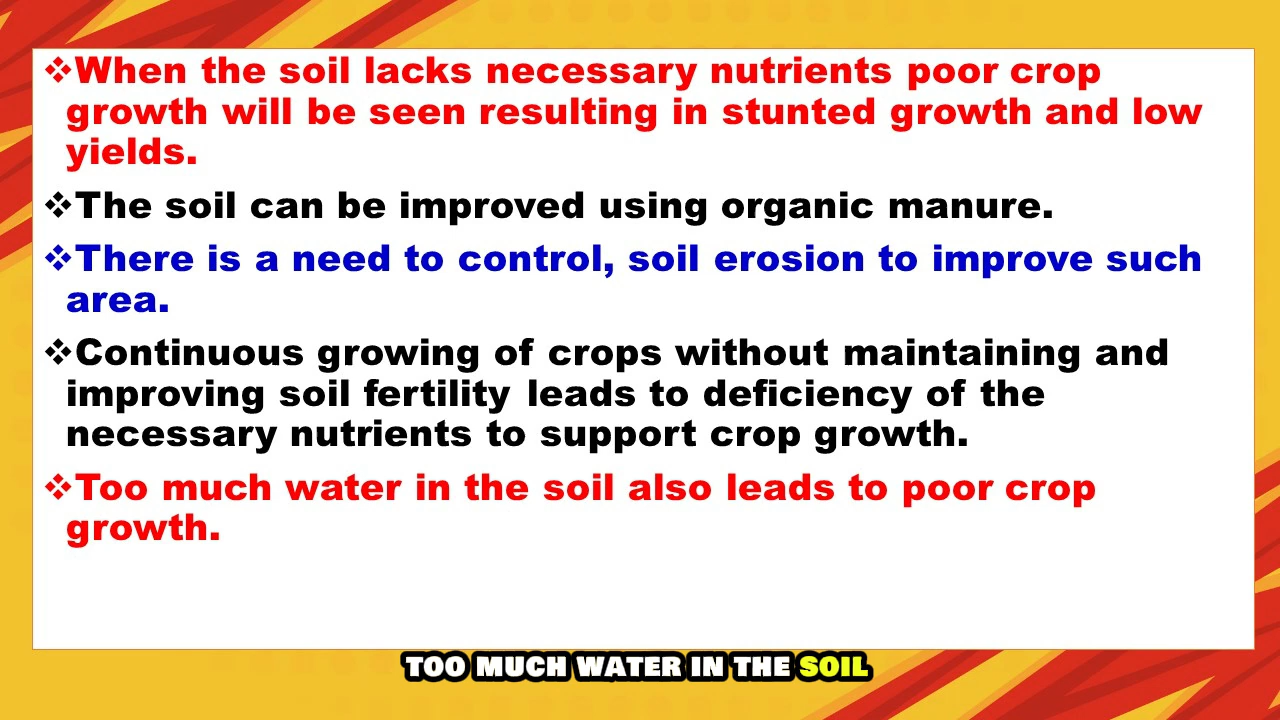 ❖When the soil lacks necessary nutrients poor crop
growth will be seen resulting in stunted growth and low
yields.
❖The soil can be improved using organic manure.
❖There is a need to control, soil erosion to improve such
area.
❖Continuous growing of crops without maintaining and
improving soil fertility leads to deficiency of the
necessary nutrients to support crop growth.
❖Too much water in the soil also leads to poor crop
growth.
TOO MUCH WATER IN THE SOIL